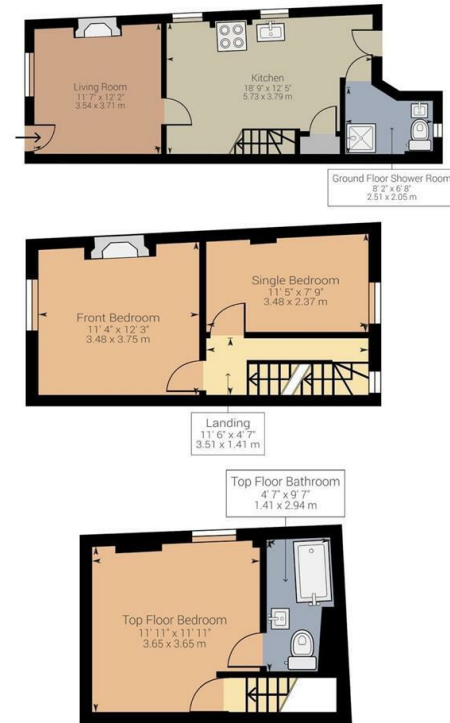 Living Room
11' 7" x 12' 2"
3.54 x 3.71 m
Kitchen
18' 9" x 12' 5"
5.73 x 3.79 m
Ground Floor Shower Room
8' 2" x 6' 8"
2.51 x 2.05 m
Front Bedroom
11' 4" x 12' 3"
3.48 x 3.75 m
Single Bedroom
11' 5" x 7' 9"
3.48 x 2.37 m
Landing
11' 6" x 4' 7"
3.51 x 1.41 m
Top Floor Bathroom
4' 7" x 9' 7"
1.41 x 2.94 m
Top Floor Bedroom
11' 11" x 11' 11"
3.65 x 3.65 m